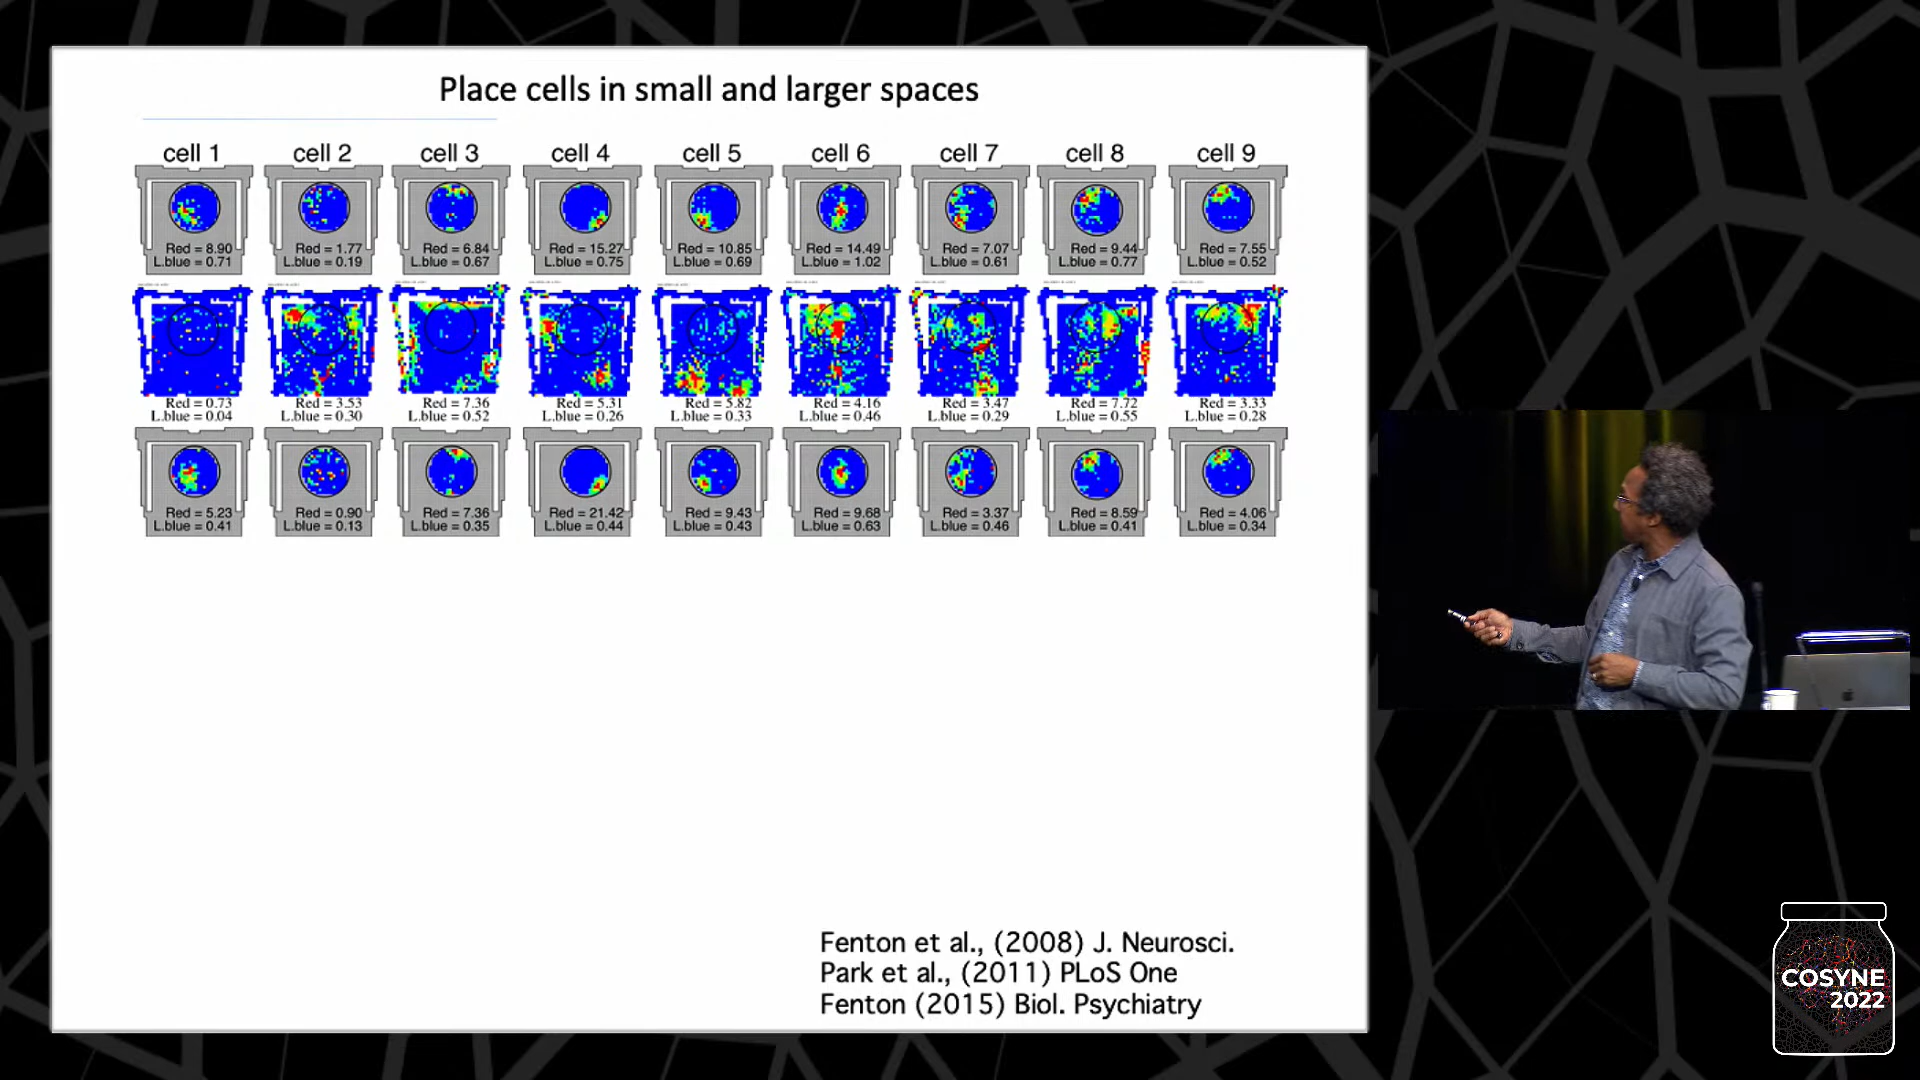 Place cells in small and larger spaces
cell 1 cell 2 cell 3 cell 4 cell 5 cell 6 cell 7 cell 8 cell 9
Red = 8.90 Red = 1.77 Red = 6.84 Red = 15.27 Red = 10.85 Red = 14.49 Red = 7.07 Red = 9.44 Red = 7.55
L.blue = 0.71 L.blue = 0.19 L.blue = 0.67 L.blue = 0.75 L.blue = 0.69 L.blue = 1.02 L.blue = 0.61 L.blue = 0.77 L.blue = 0.52
Red = 0.73 Red = 3.53 Red = 7.36 Red = 5.31 Red = 5.82 Red = 4.16 Red = 3.47 Red = 7.72 Red = 3.33
L.blue = 0.04 L.blue = 0.30 L.blue = 0.52 L.blue = 0.26 L.blue = 0.33 L.blue = 0.46 L.blue = 0.29 L.blue = 0.55 L.blue = 0.28
Red = 5.23 Red = 0.90 Red = 7.36 Red = 21.42 Red = 9.43 Red = 9.68 Red = 3.37 Red = 8.59 Red = 4.06
L.blue = 0.41 L.blue = 0.13 L.blue = 0.35 L.blue = 0.44 L.blue = 0.43 L.blue = 0.63 L.blue = 0.46 L.blue = 0.41 L.blue = 0.34
Fenton et al., (2008) J. Neurosci.
Park et al., (2011) PLoS One
Fenton (2015) Biol. Psychiatry
COSYNE
2022